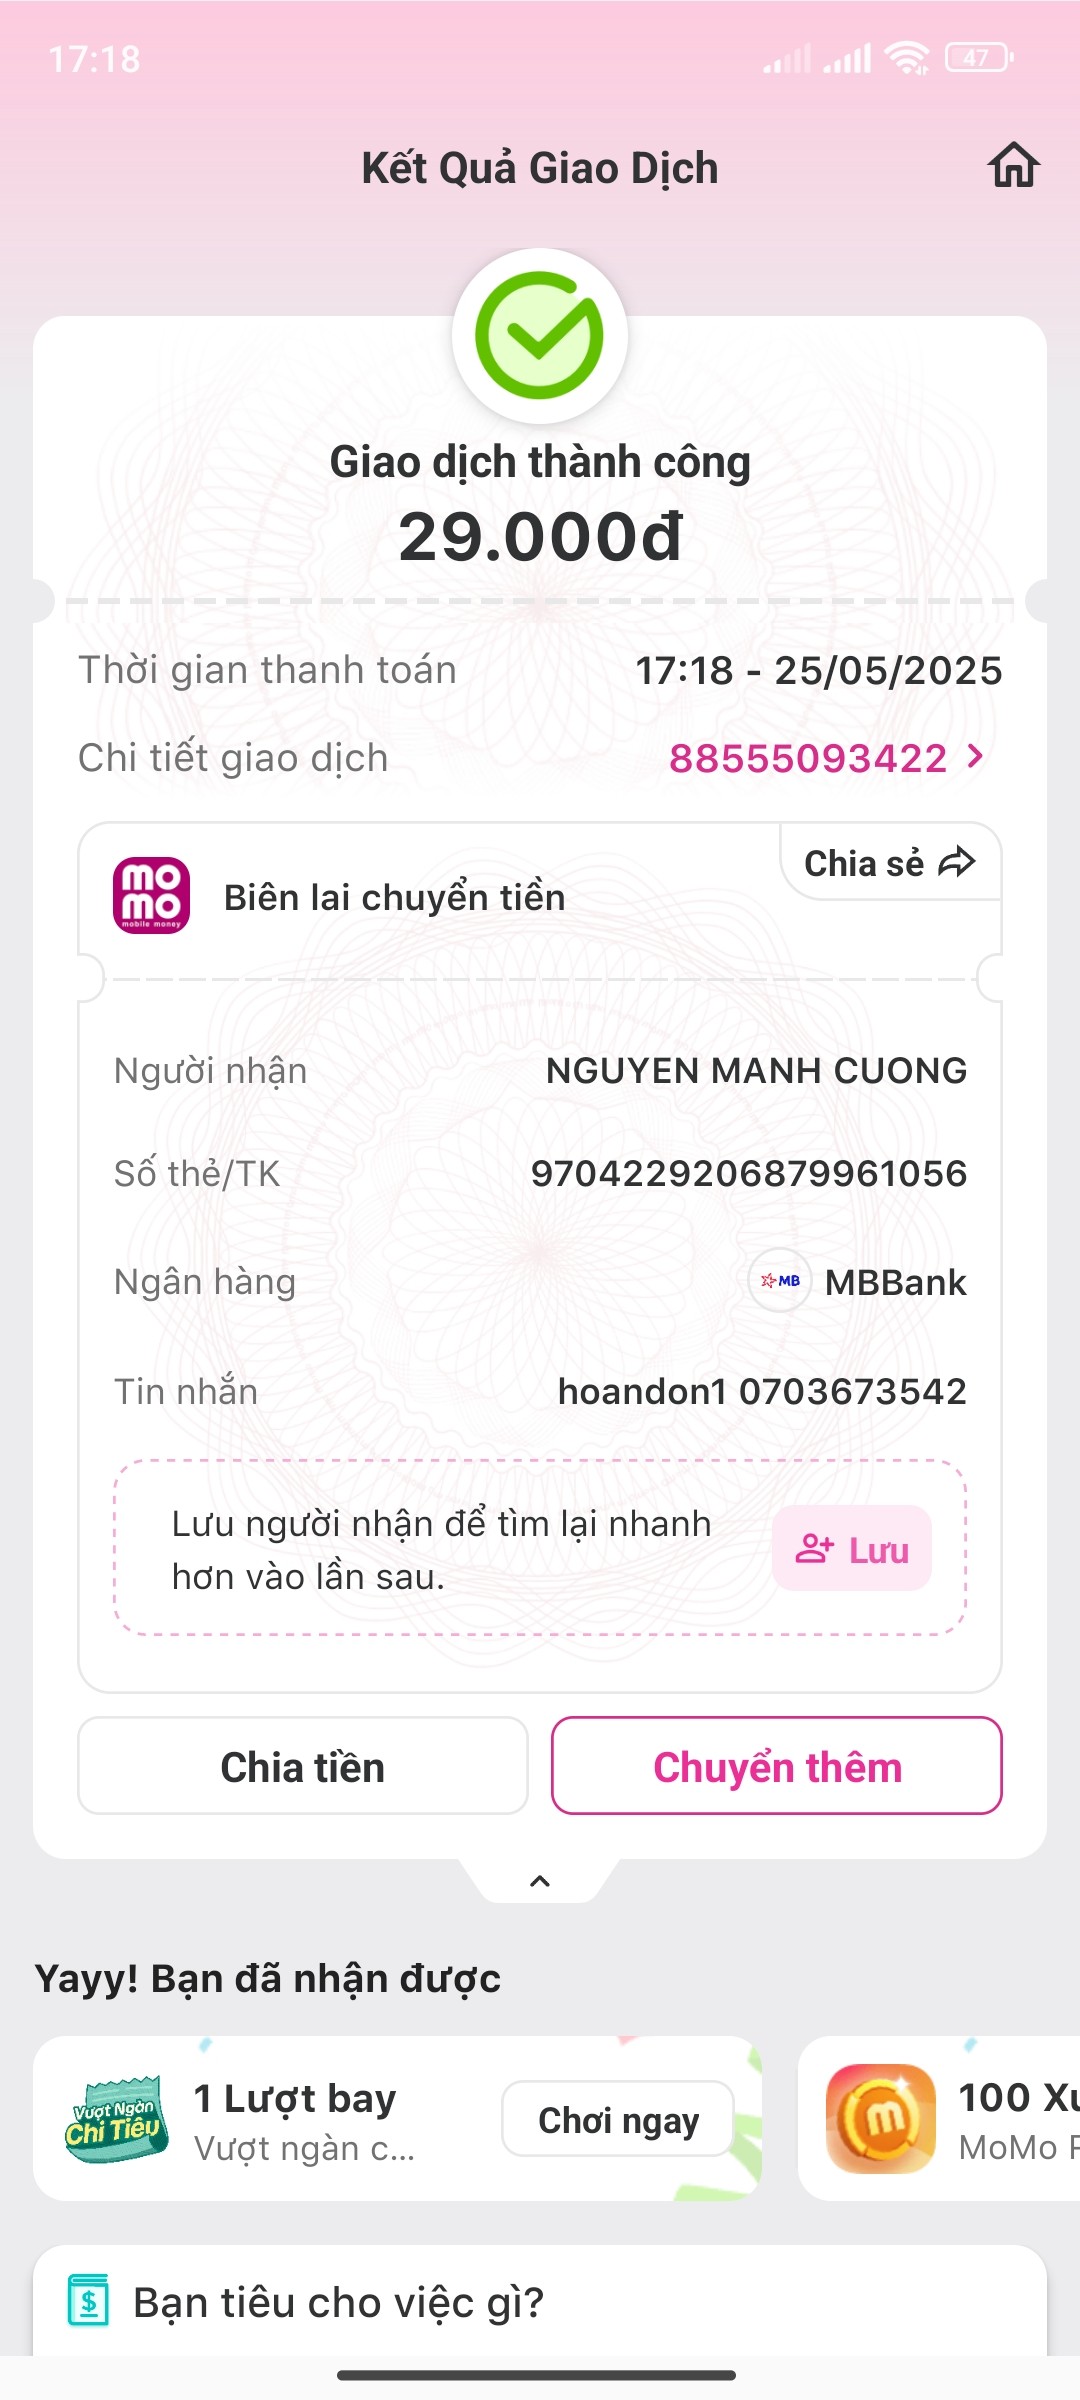 17:18
47
Kết Quả Giao Dịch
Giao dịch thành công
29.000đ
Thời gian thanh toán 17:18 - 25/05/2025
Chi tiết giao dịch 88555093422
Chia sẻ
mo
mo
mobile money
Biên lai chuyển tiền
Người nhận NGUYEN MANH CUONG
Số thẻ/TK 9704229206879961056
Ngân hàng MB MBBank
Tin nhắn hoandon1 0703673542
Lưu người nhận để tìm lại nhanh
hơn vào lần sau.
Lưu
Chia tiền Chuyển thêm
Yayy! Bạn đã nhận được
Vượt Ngàn
Chi Tiêu
1 Lượt bay
Vượt ngàn c...
Chơi ngay
m
100 Xu
MoMo
$
Bạn tiêu cho việc gì?